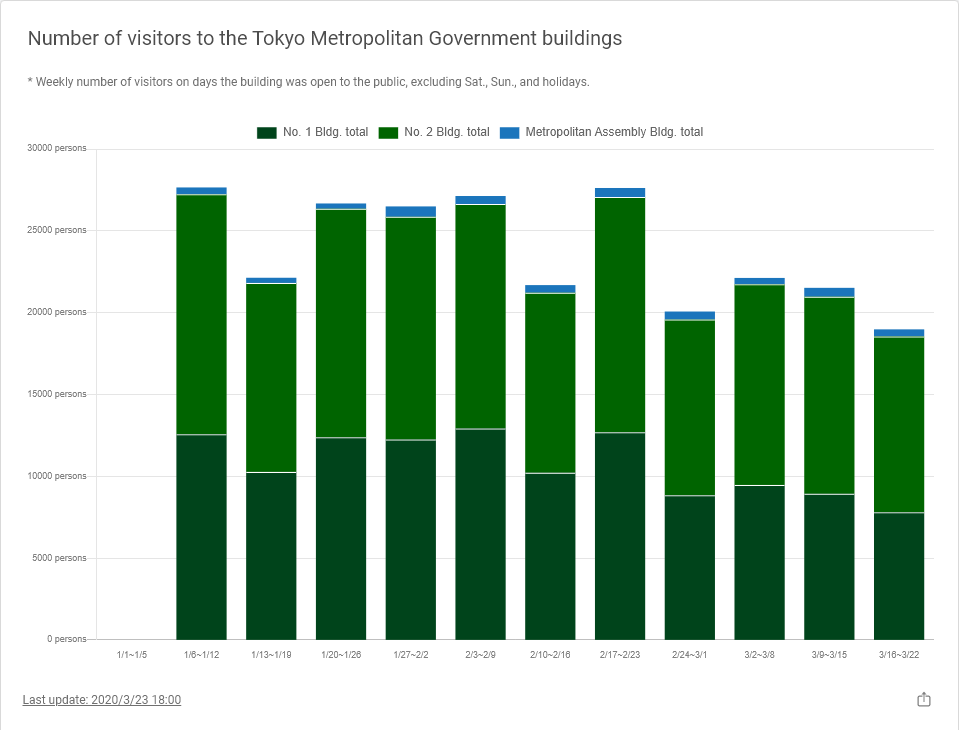 Number of visitors to the Tokyo Metropolitan Government buildings
* Weekly number of visitors on days the building was open to the public, excluding Sat., Sun., and holidays.
No. 1 Bldg. total No. 2 Bldg. total Metropolitan Assembly Bldg. total
30000 persons
25000 persons
20000 persons
15000 persons
10000 persons
5000 persons
0 persons
1/1~1/5 1/6~1/12 1/13~1/19 1/20~1/26 1/27~2/2 2/3~2/9 2/10~2/16 2/17~2/23 2/24~3/1 3/2~3/8 3/9~3/15 3/16~3/22
Last update: 2020/3/23 18:00